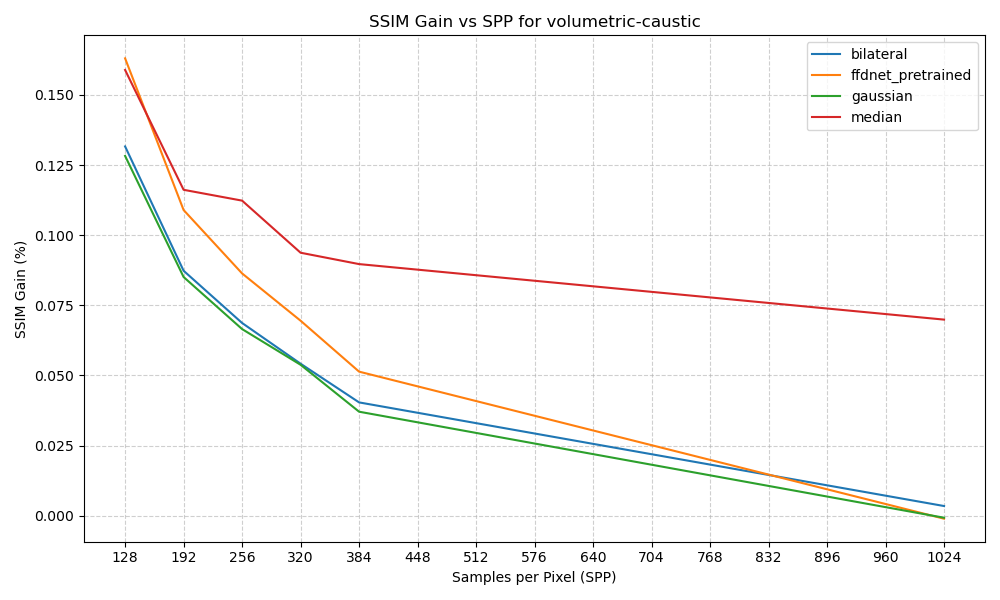 SSIM Gain vs SPP for volumetric-caustic
bilateral
ffdnet_pretrained
gaussian
median
SSIM Gain (%)
0.150
0.125
0.100
0.075
0.050
0.025
0.000
128 192 256 320 384 448 512 576 640 704 768 832 896 960 1024
Samples per Pixel (SPP)